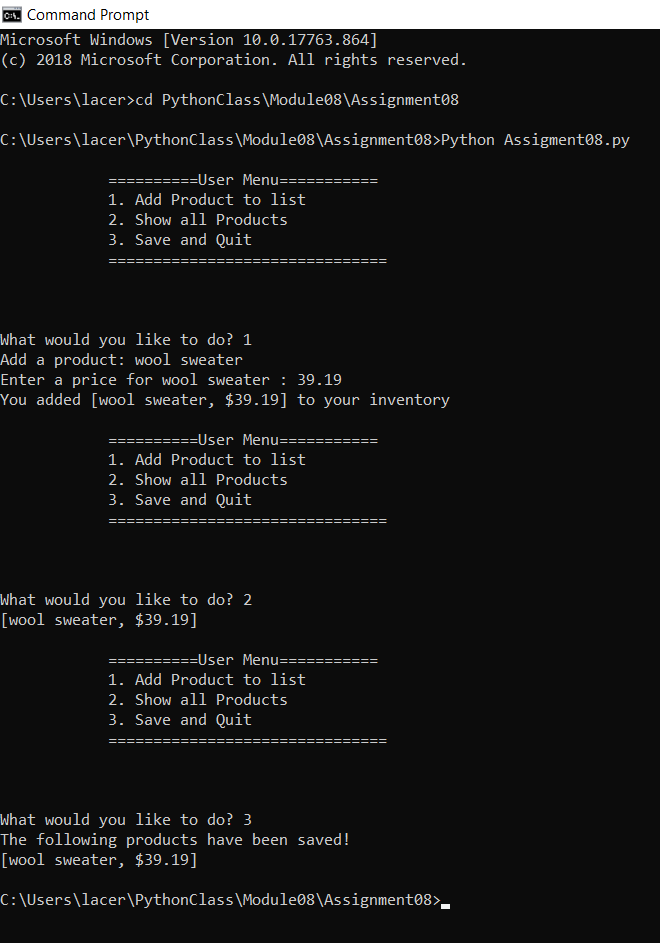 Command Prompt
Microsoft Windows [Version 10.0.17763.864]
(c) 2018 Microsoft Corporation. All rights reserved.
C:\Users\lacer>cd PythonClass\Module08\Assignment08
C:\Users\lacer\PythonClass\Module08\Assignment08>Python Assigment08.py
==========User Menu===========
1. Add Product to list
2. Show all Products
3. Save and Quit
===============================
What would you like to do? 1
Add a product: wool sweater
Enter a price for wool sweater : 39.19
You added [wool sweater, $39.19] to your inventory
==========User Menu===========
1. Add Product to list
2. Show all Products
3. Save and Quit
===============================
What would you like to do? 2
[wool sweater, $39.19]
==========User Menu===========
1. Add Product to list
2. Show all Products
3. Save and Quit
===============================
What would you like to do? 3
The following products have been saved!
[wool sweater, $39.19]
C:\Users\lacer\PythonClass\Module08\Assignment08>